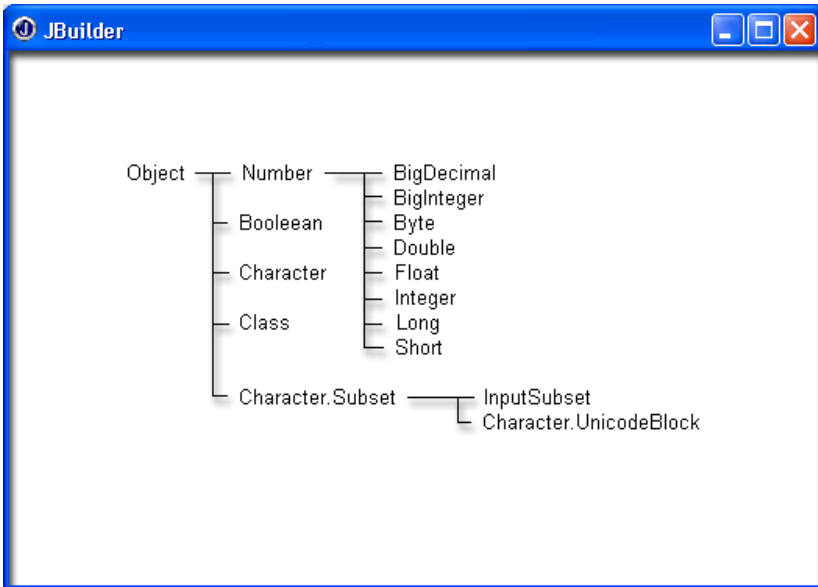 JBuilder
Object Number BigDecimal
BigInteger
Booleean Byte
Double
Character Float
Integer
Class Long
Short
Character.Subset InputSubset
Character.UnicodeBlock